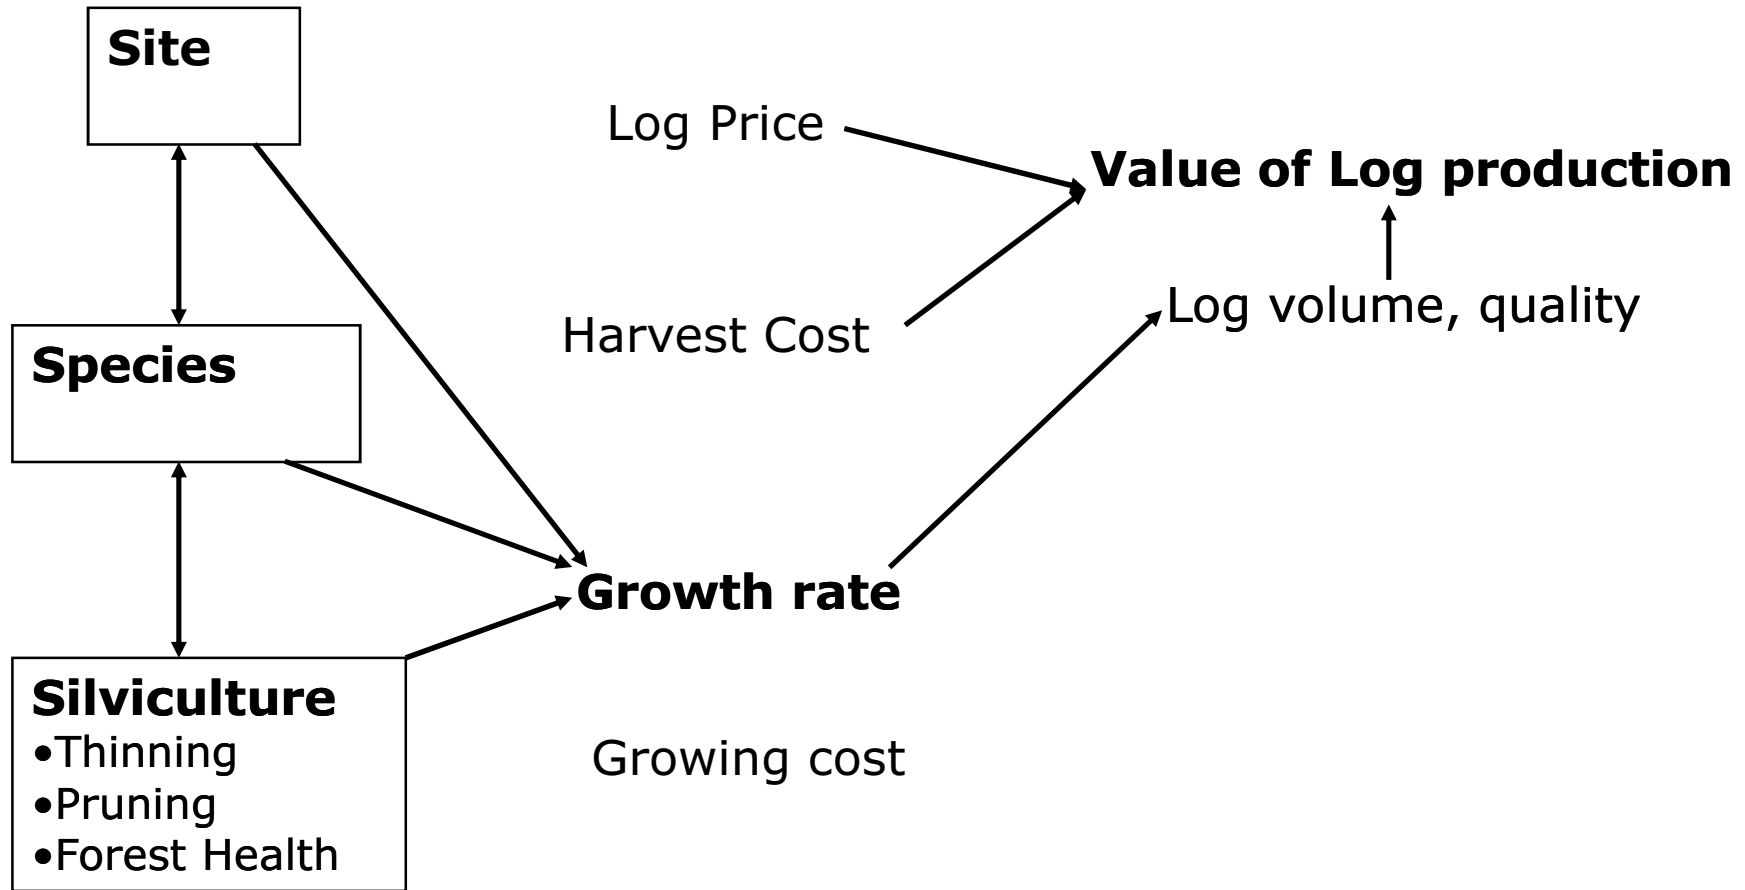 Site
Log Price
Value of Log production
Log volume, quality
Harvest Cost
Species
Growth rate
Silviculture
•Thinning
•Pruning
•Forest Health
Growing cost